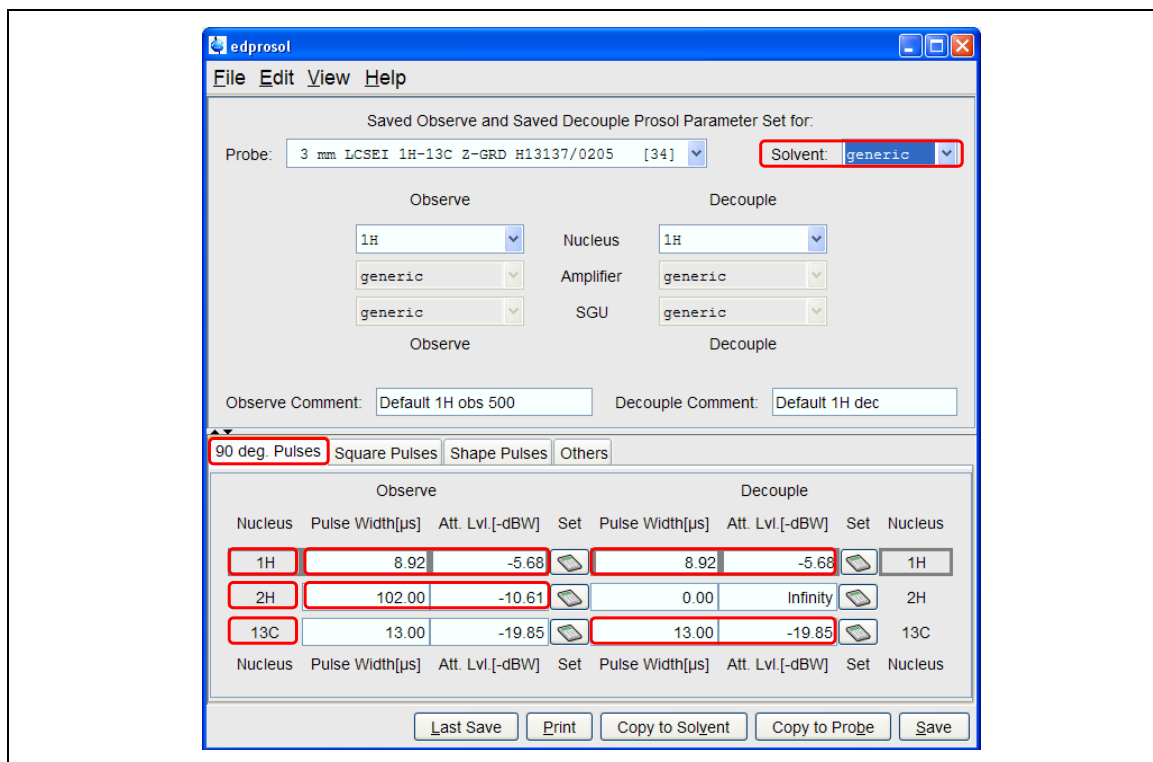 edprosol
File Edit View Help
Saved Observe and Saved Decouple Prosol Parameter Set for:
Probe: 3 mm LCSEI 1H-13C Z-GRD H13137/0205 [34] Solvent: generic
Observe Decouple
1H Nucleus 1H
generic Amplifier generic
generic SGU generic
Observe Decouple
Observe Comment: Default 1H obs 500 Decouple Comment: Default 1H dec
90 deg. Pulses Square Pulses Shape Pulses Others
Observe Decouple
Nucleus Pulse Width[µs] Att. Lvl.[-dBW] Set Pulse Width[µs] Att. Lvl.[-dBW] Set Nucleus
1H 8.92 -5.68 8.92 -5.68 1H
2H 102.00 -10.61 0.00 Infinity 2H
13C 13.00 -19.85 13.00 -19.85 13C
Nucleus Pulse Width[µs] Att. Lvl.[-dBW] Set Pulse Width[µs] Att. Lvl.[-dBW] Set Nucleus
Last Save Print Copy to Solvent Copy to Probe Save